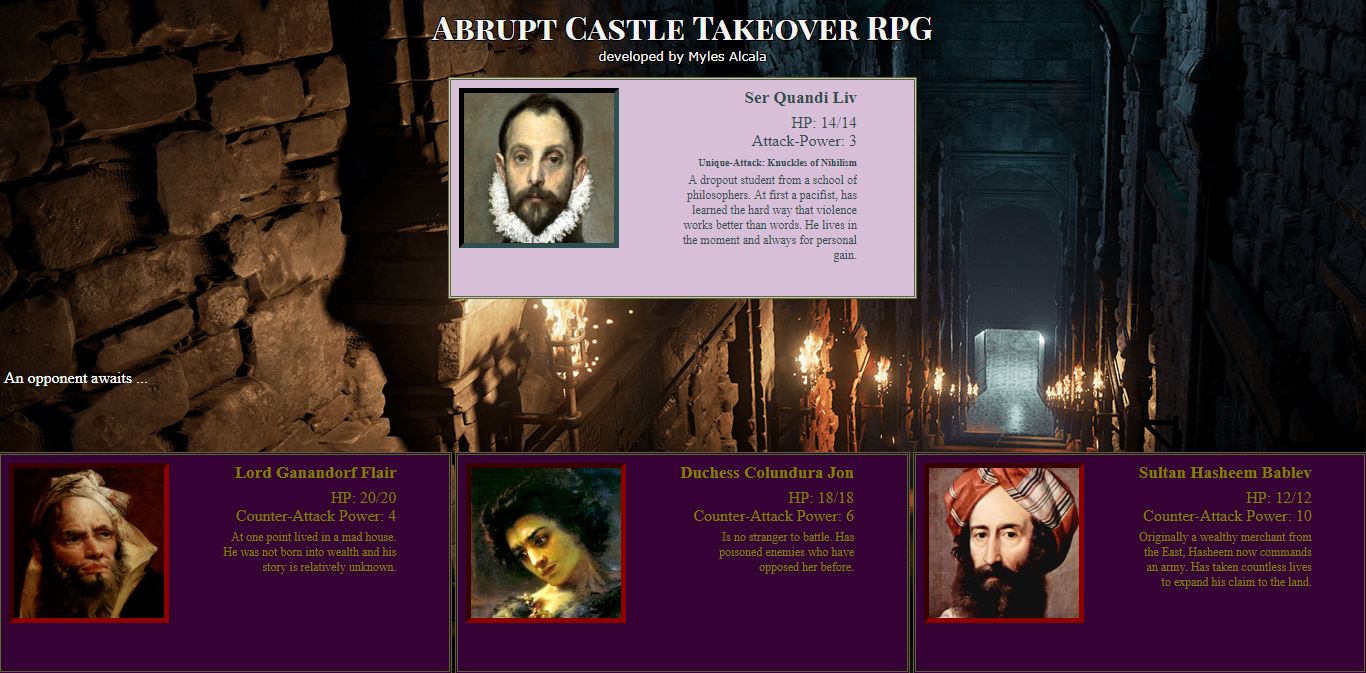 Abrupt Castle Takeover RPG
developed by Myles Alcala
Ser Quandi Liv
HP: 14/14
Attack-Power: 3
Unique-Attack: Knuckles of Nihilism
A dropout student from a school of
philosophers. At first a pacifist, has
learned the hard way that violence
works better than words. He lives in
the moment and always for personal
gain.
An opponent awaits ...
Lord Ganandorf Flair
HP: 20/20
Counter-Attack Power: 4
At one point lived in a mad house.
He was not born into wealth and his
story is relatively unknown.
Duchess Colundura Jon
HP: 18/18
Counter-Attack Power: 6
Is no stranger to battle. Has
poisoned enemies who have
opposed her before.
Sultan Hasheem Bablev
HP: 12/12
Counter-Attack Power: 10
Originally a wealthy merchant from
the East, Hasheem now commands
an army. Has taken countless lives
to expand his claim to the land.